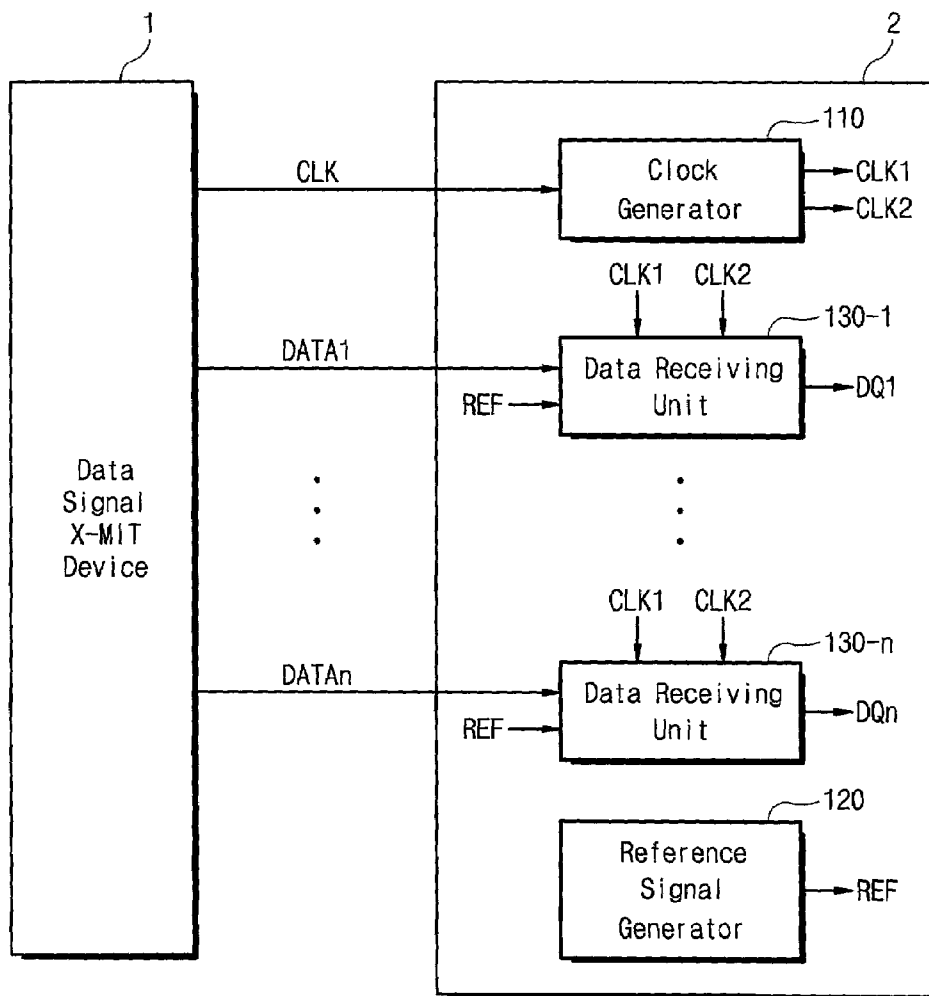 1
2
110
CLK
Clock
Generator
CLK1
CLK2
CLK1 CLK2
130-1
DATA1
Data Receiving
Unit
DQ1
REF
Data
Signal
X-MIT
Device
CLK1 CLK2
130-n
DATAn
Data Receiving
Unit
DQn
REF
120
Reference
Signal
Generator
REF